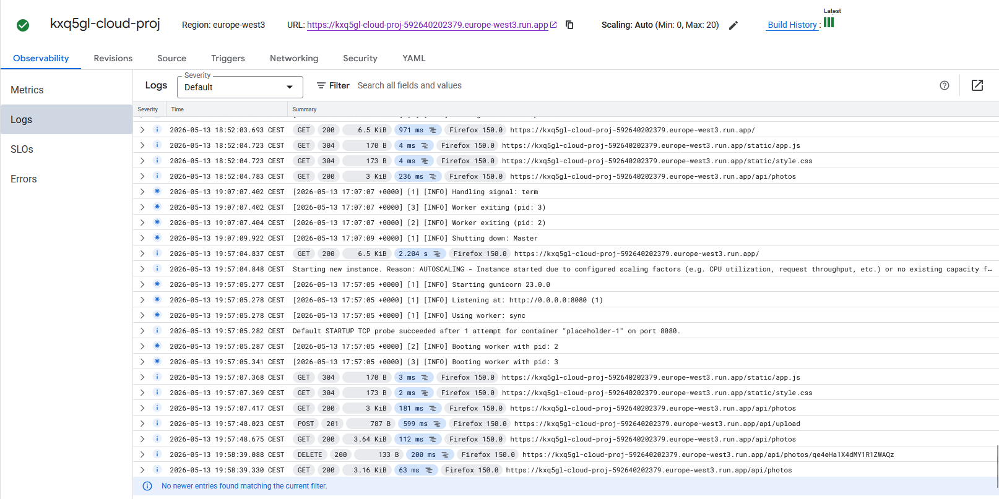 Latest
kxq5gl-cloud-proj Region: europe-west3 URL: https://kxq5gl-cloud-proj-592640202379.europe-west3.run.app Scaling: Auto (Min: 0, Max: 20) Build History :
Observability Revisions Source Triggers Networking Security YAML
Metrics
Logs
SLOs
Errors
Logs Severity Default Filter Search all fields and values
Severity Time Summary
2026-05-13 18:52:03.693 CEST GET 200 6.5 KiB 971 ms Firefox 150.0 https://kxq5gl-cloud-proj-592640202379.europe-west3.run.app/
2026-05-13 18:52:04.723 CEST GET 304 170 B 4 ms Firefox 150.0 https://kxq5gl-cloud-proj-592640202379.europe-west3.run.app/static/app.js
2026-05-13 18:52:04.723 CEST GET 304 173 B 4 ms Firefox 150.0 https://kxq5gl-cloud-proj-592640202379.europe-west3.run.app/static/style.css
2026-05-13 18:52:04.783 CEST GET 200 3 KiB 236 ms Firefox 150.0 https://kxq5gl-cloud-proj-592640202379.europe-west3.run.app/api/photos
2026-05-13 19:07:07.402 CEST [2026-05-13 17:07:07 +0000] [1] [INFO] Handling signal: term
2026-05-13 19:07:07.402 CEST [2026-05-13 17:07:07 +0000] [3] [INFO] Worker exiting (pid: 3)
2026-05-13 19:07:07.404 CEST [2026-05-13 17:07:07 +0000] [2] [INFO] Worker exiting (pid: 2)
2026-05-13 19:07:09.922 CEST [2026-05-13 17:07:09 +0000] [1] [INFO] Shutting down: Master
2026-05-13 19:57:04.837 CEST GET 200 6.5 KiB 2.204 s Firefox 150.0 https://kxq5gl-cloud-proj-592640202379.europe-west3.run.app/
2026-05-13 19:57:04.848 CEST Starting new instance. Reason: AUTOSCALING - Instance started due to configured scaling factors (e.g. CPU utilization, request throughput, etc.) or no existing capacity f…
2026-05-13 19:57:05.277 CEST [2026-05-13 17:57:05 +0000] [1] [INFO] Starting gunicorn 23.0.0
2026-05-13 19:57:05.278 CEST [2026-05-13 17:57:05 +0000] [1] [INFO] Listening at: http://0.0.0.0:8080 (1)
2026-05-13 19:57:05.278 CEST [2026-05-13 17:57:05 +0000] [1] [INFO] Using worker: sync
2026-05-13 19:57:05.282 CEST Default STARTUP TCP probe succeeded after 1 attempt for container "placeholder-1" on port 8080.
2026-05-13 19:57:05.287 CEST [2026-05-13 17:57:05 +0000] [2] [INFO] Booting worker with pid: 2
2026-05-13 19:57:05.341 CEST [2026-05-13 17:57:05 +0000] [3] [INFO] Booting worker with pid: 3
2026-05-13 19:57:07.368 CEST GET 304 170 B 3 ms Firefox 150.0 https://kxq5gl-cloud-proj-592640202379.europe-west3.run.app/static/app.js
2026-05-13 19:57:07.369 CEST GET 304 173 B 2 ms Firefox 150.0 https://kxq5gl-cloud-proj-592640202379.europe-west3.run.app/static/style.css
2026-05-13 19:57:07.417 CEST GET 200 3 KiB 181 ms Firefox 150.0 https://kxq5gl-cloud-proj-592640202379.europe-west3.run.app/api/photos
2026-05-13 19:57:48.023 CEST POST 201 787 B 599 ms Firefox 150.0 https://kxq5gl-cloud-proj-592640202379.europe-west3.run.app/api/upload
2026-05-13 19:57:48.675 CEST GET 200 3.64 KiB 112 ms Firefox 150.0 https://kxq5gl-cloud-proj-592640202379.europe-west3.run.app/api/photos
2026-05-13 19:58:39.088 CEST DELETE 200 133 B 200 ms Firefox 150.0 https://kxq5gl-cloud-proj-592640202379.europe-west3.run.app/api/photos/qe4eHa1X4dMY1R1ZWAQz
2026-05-13 19:58:39.330 CEST GET 200 3.16 KiB 63 ms Firefox 150.0 https://kxq5gl-cloud-proj-592640202379.europe-west3.run.app/api/photos
No newer entries found matching the current filter.